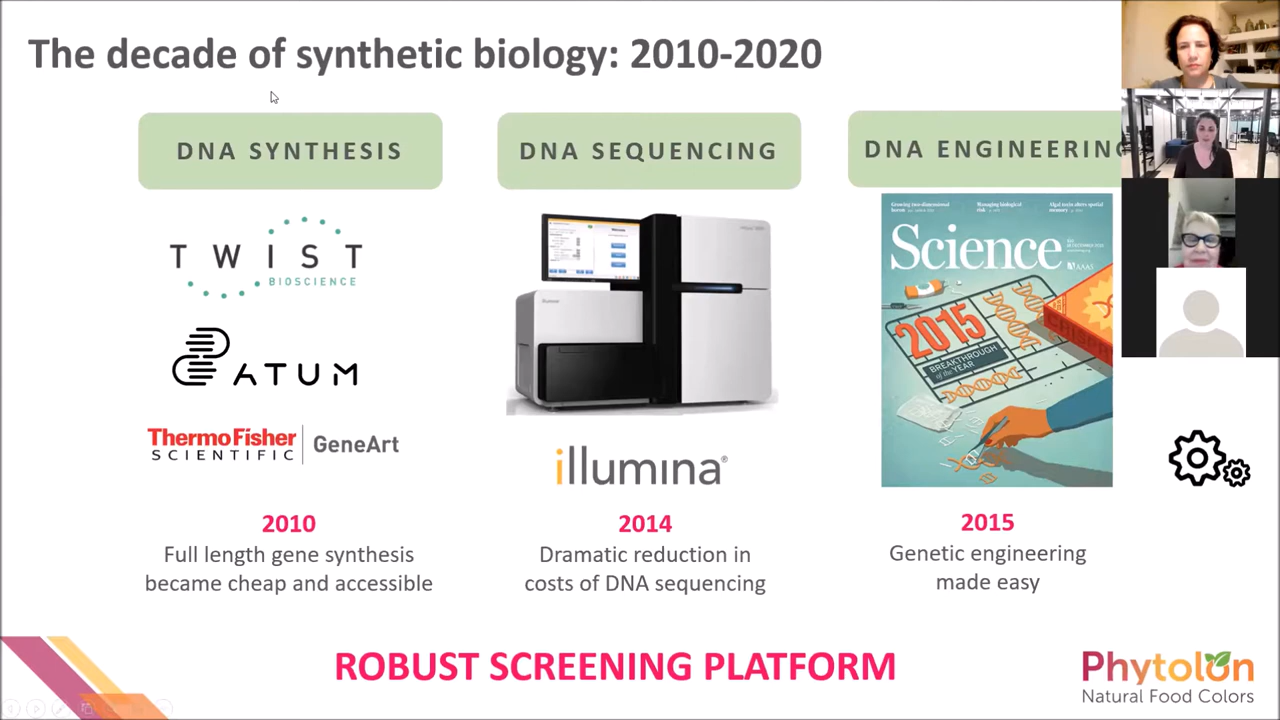 The decade of synthetic biology: 2010-2020
DNA SYNTHESIS
TWIST
BIOSCIENCE
ATUM
ThermoFisher
SCIENTIFIC
GeneArt
2010
Full length gene synthesis
became cheap and accessible
DNA SEQUENCING
illumina®
2014
Dramatic reduction in
costs of DNA sequencing
DNA ENGINEERING
Science
AAAS
2015
BREAKTHROUGH
of the YEAR
2015
Genetic engineering
made easy
ROBUST SCREENING PLATFORM
Phytolon
Natural Food Colors